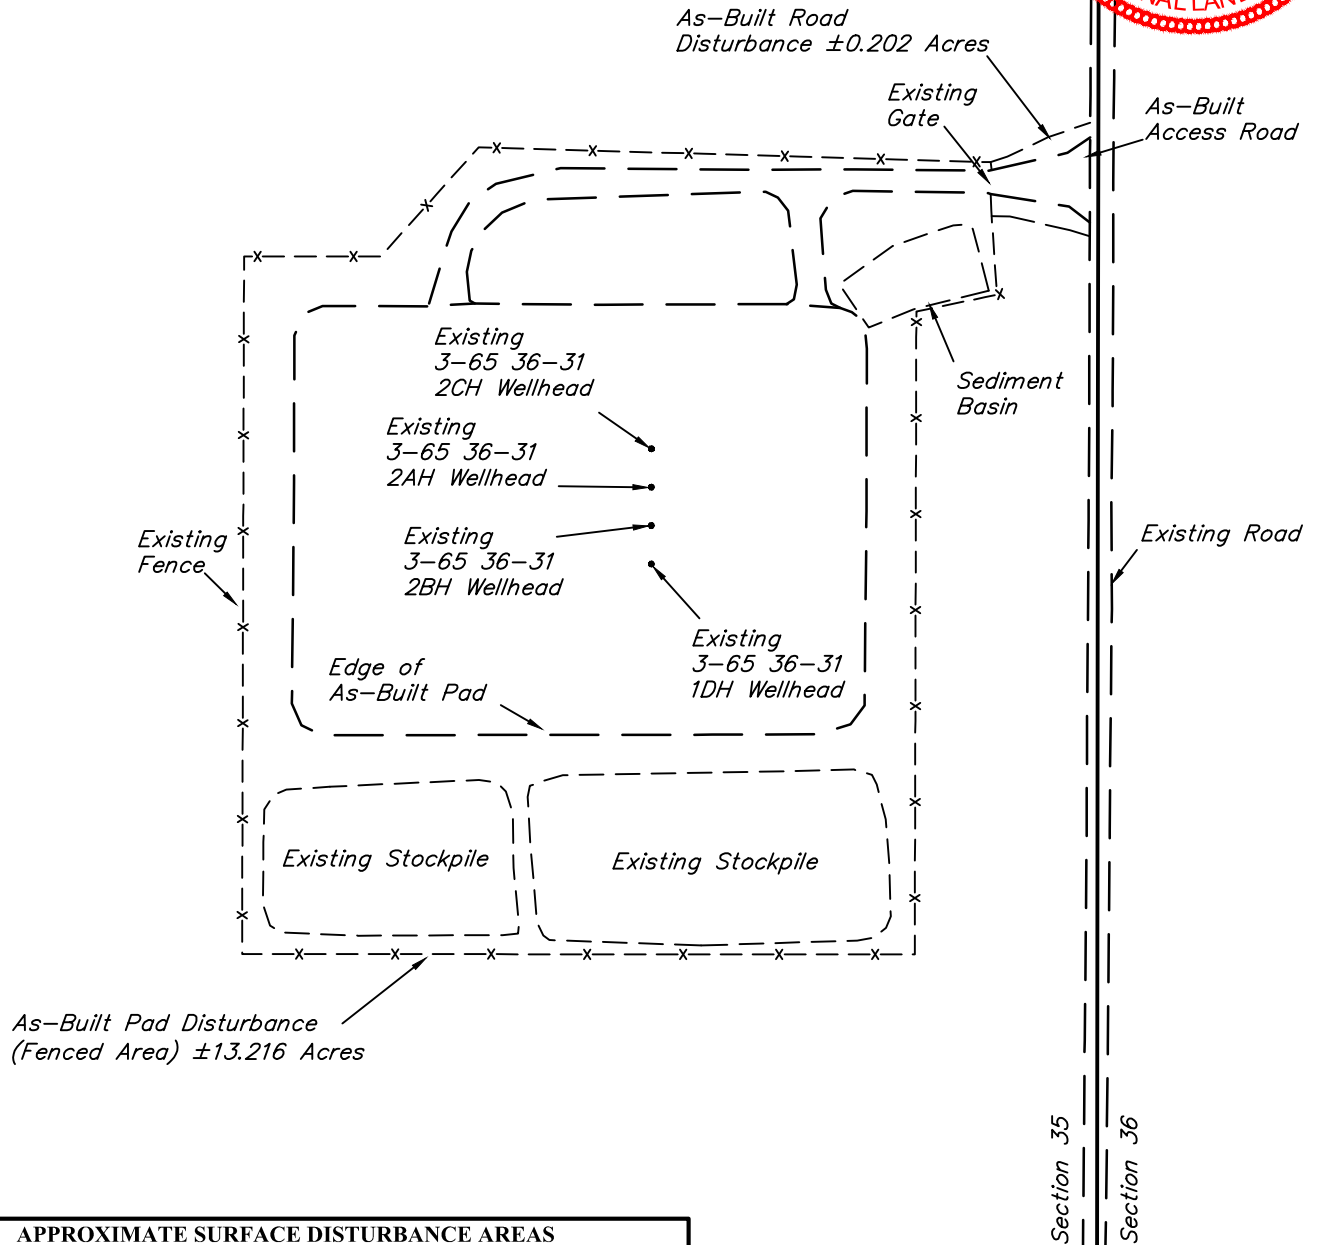 NAL LAN
As-Built Road
Disturbance ±0.202 Acres
Existing
Gate
As-Built
Access Road
Existing
3-65 36-31
2CH Wellhead
Sediment
Basin
Existing
3-65 36-31
2AH Wellhead
Existing
3-65 36-31
2BH Wellhead
Existing
Fence
Existing Road
Existing
3-65 36-31
1DH Wellhead
Edge of
As-Built Pad
Existing Stockpile
Existing Stockpile
As-Built Pad Disturbance
(Fenced Area) ±13.216 Acres
Section 35
Section 36
APPROXIMATE SURFACE DISTURBANCE AREAS